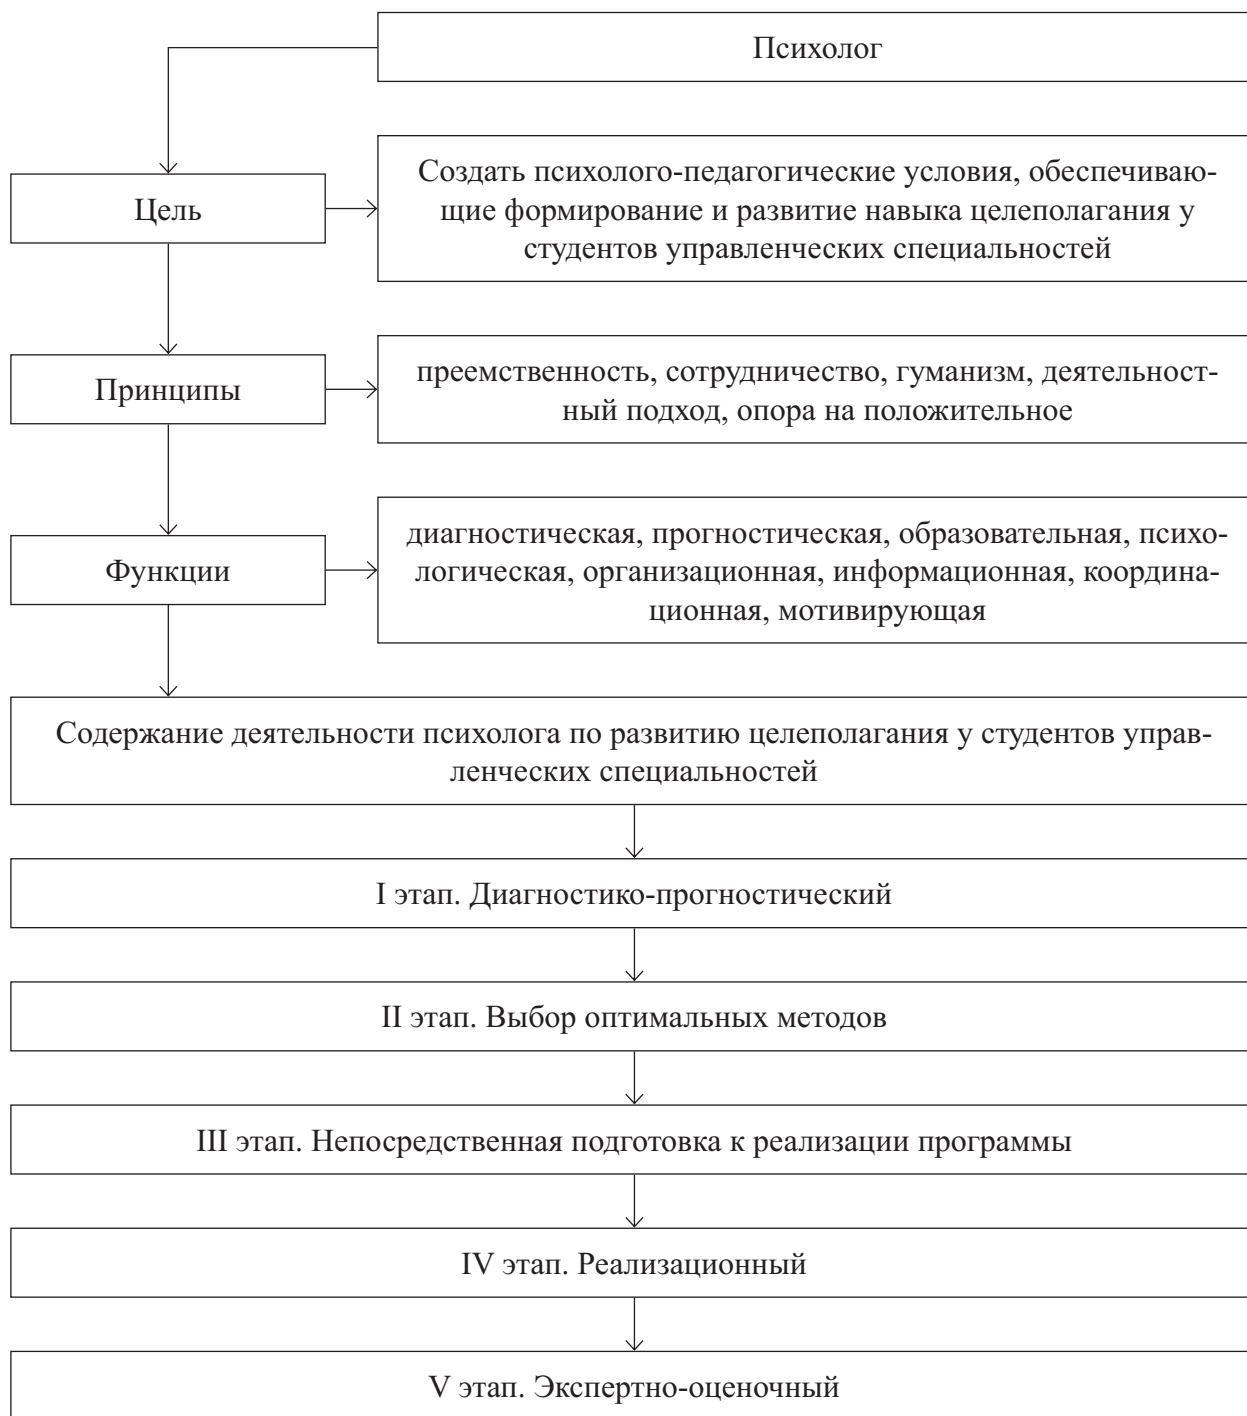 Психолог
Цель
Создать психолого-педагогические условия, обеспечиваю-
щие формирование и развитие навыка целеполагания у
студентов управленческих специальностей
Принципы
преемственность, сотрудничество, гуманизм, деятельност-
ный подход, опора на положительное
Функции
диагностическая, прогностическая, образовательная, психо-
логическая, организационная, информационная, координа-
ционная, мотивирующая
Содержание деятельности психолога по развитию целеполагания у студентов управ-
ленческих специальностей
I этап. Диагностико-прогностический
II этап. Выбор оптимальных методов
III этап. Непосредственная подготовка к реализации программы
IV этап. Реализационный
V этап. Экспертно-оценочный